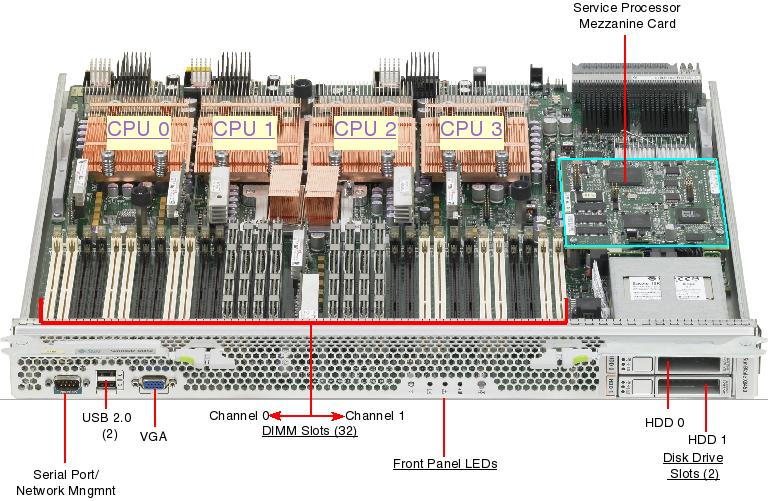 Service Processor
Mezzanine Card
CPU 0
CPU 1
CPU 2
CPU 3
USB 2.0
(2)
VGA
Serial Port/
Network Mngmnt
Channel 0
Channel 1
DIMM Slots (32)
Front Panel LEDs
HDD 0
HDD 1
Disk Drive
Slots (2)